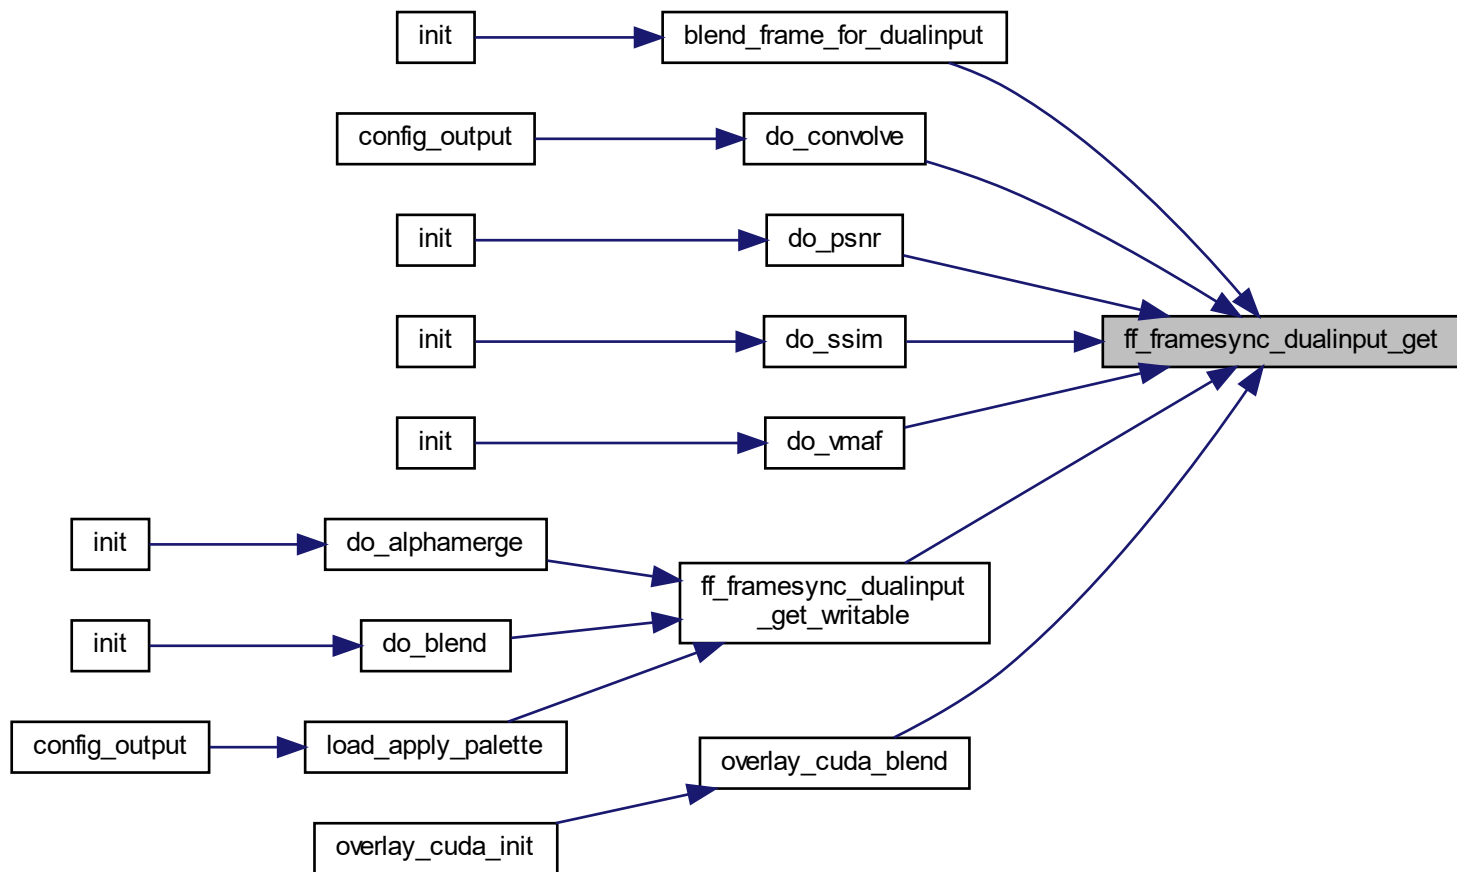 init
blend_frame_for_dualinput
config_output
do_convolve
init
do_psnr
init
do_ssim
ff_framesync_dualinput_get
init
do_vmaf
init
do_alphamerge
ff_framesync_dualinput
_get_writable
init
do_blend
config_output
load_apply_palette
overlay_cuda_blend
overlay_cuda_init